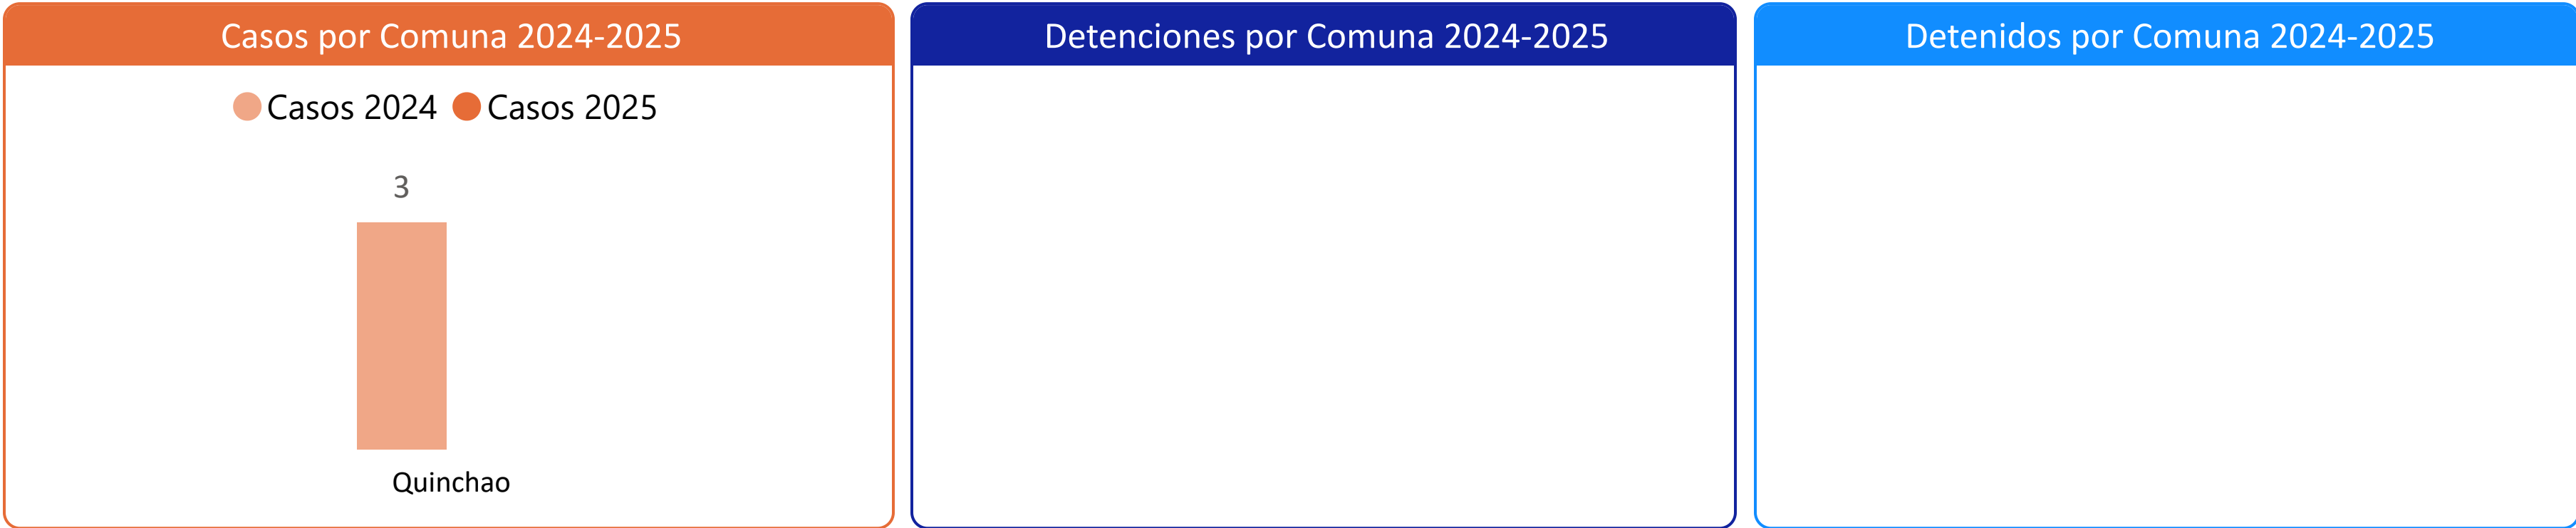 Casos por Comuna 2024-2025
Casos 2024 Casos 2025
3
Quinchao
Detenciones por Comuna 2024-2025
Detenidos por Comuna 2024-2025